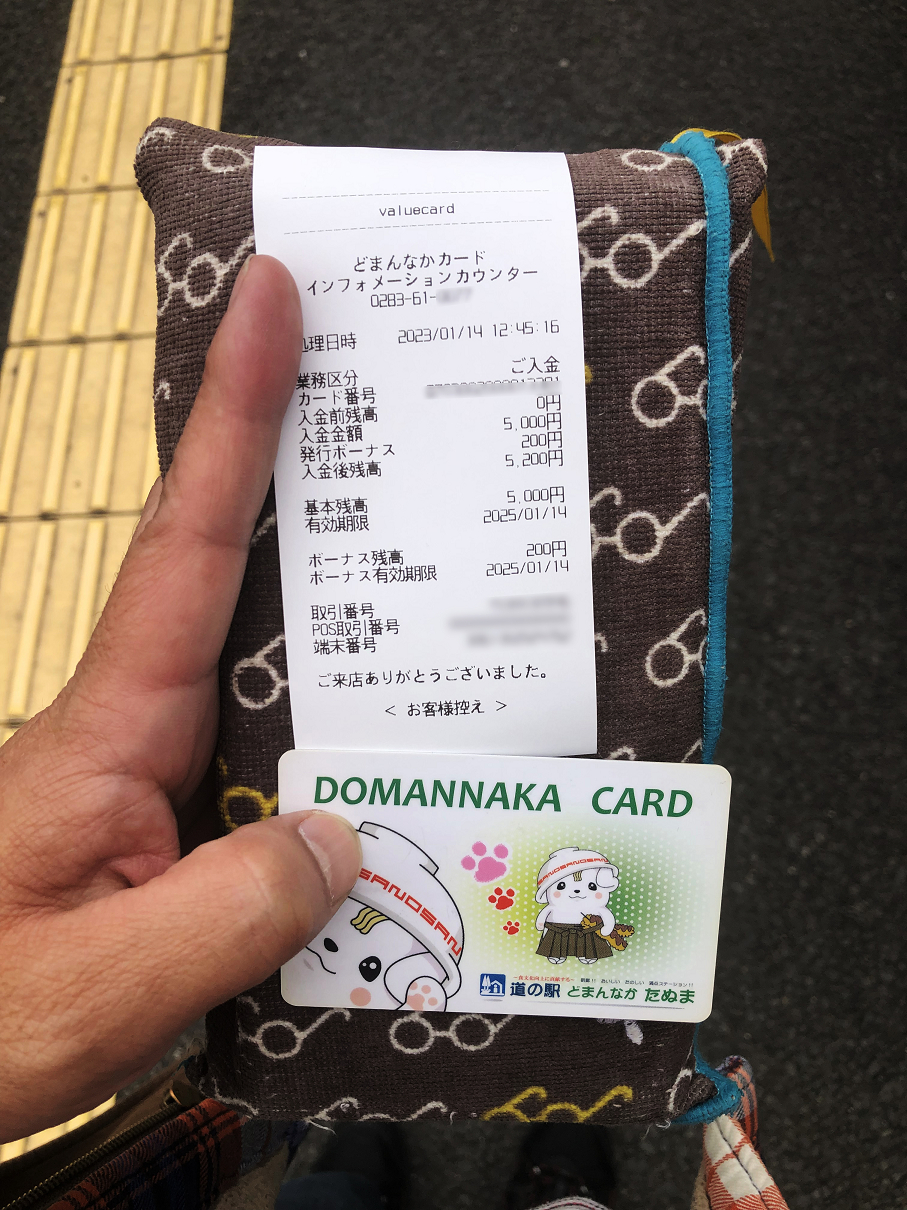 valuecard
どまんなかカード
インフォメーションカウンター
0283-61-
処理日時 2023/01/14 12:45:16
業務区分 ご入金
カード番号
入金前残高 0円
入金金額 5,000円
発行ボーナス 200円
入金後残高 5,200円
基本残高 5,000円
有効期限 2025/01/14
ボーナス残高 200円
ボーナス有効期限 2025/01/14
取引番号
POS取引番号
端末番号
ご来店ありがとうございました。
< お客様控え >
DOMANNAKA CARD
SANOSAN
SANOSAN
道の駅 どまんなか たぬま